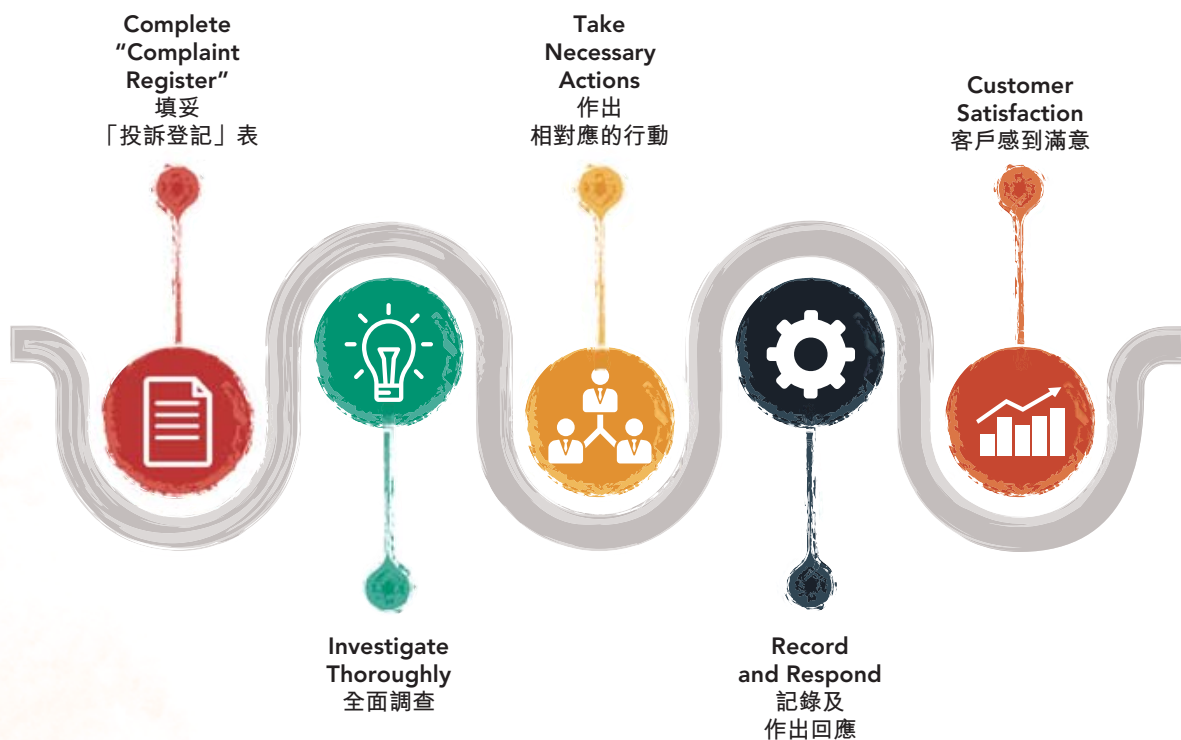 Complete
“Complaint
Register”
填妥
「投訴登記」表
Investigate
Thoroughly
全面調查
Take
Necessary
Actions
作出
相對應的行動
Record
and Respond
記錄及
作出回應
Customer
Satisfaction
客戶感到滿意